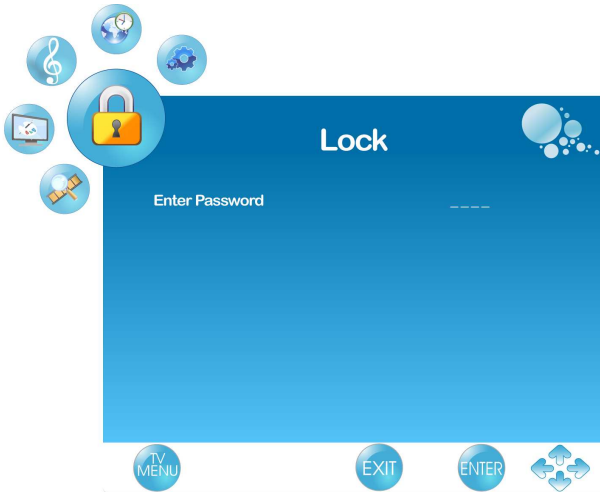 Lock
Enter Password
_ _ _ _
TV
MENU
EXIT
ENTER